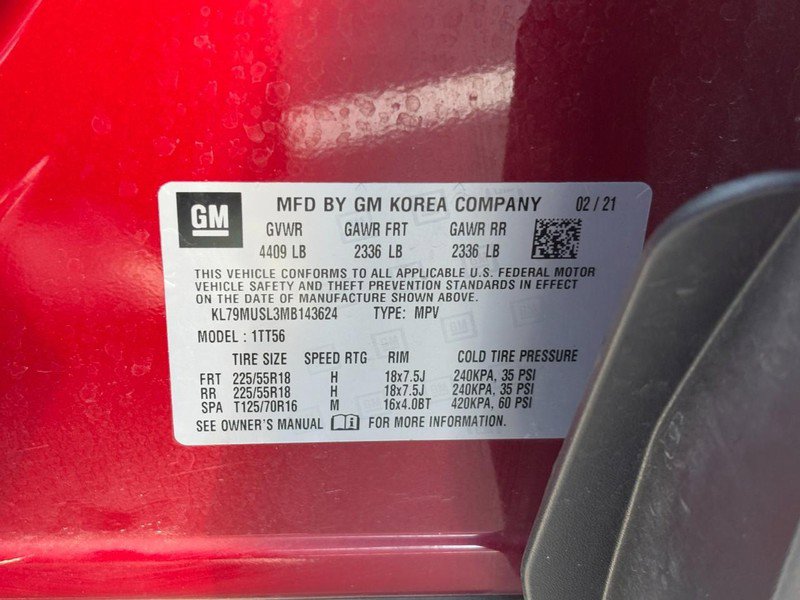 GM MFD BY GM KOREA COMPANY 02 / 21
GVWR GAWR FRT GAWR RR
4409 LB 2336 LB 2336 LB
THIS VEHICLE CONFORMS TO ALL APPLICABLE U.S. FEDERAL MOTOR
VEHICLE SAFETY AND THEFT PREVENTION STANDARDS IN EFFECT
ON THE DATE OF MANUFACTURE SHOWN ABOVE.
KL79MUSL3MB143624 TYPE: MPV
MODEL : 1TT56
TIRE SIZE SPEED RTG RIM COLD TIRE PRESSURE
FRT 225/55R18 H 18x7.5J 240KPA, 35 PSI
RR 225/55R18 H 18x7.5J 240KPA, 35 PSI
SPA T125/70R16 M 16x4.0BT 420KPA, 60 PSI
SEE OWNER'S MANUAL FOR MORE INFORMATION.